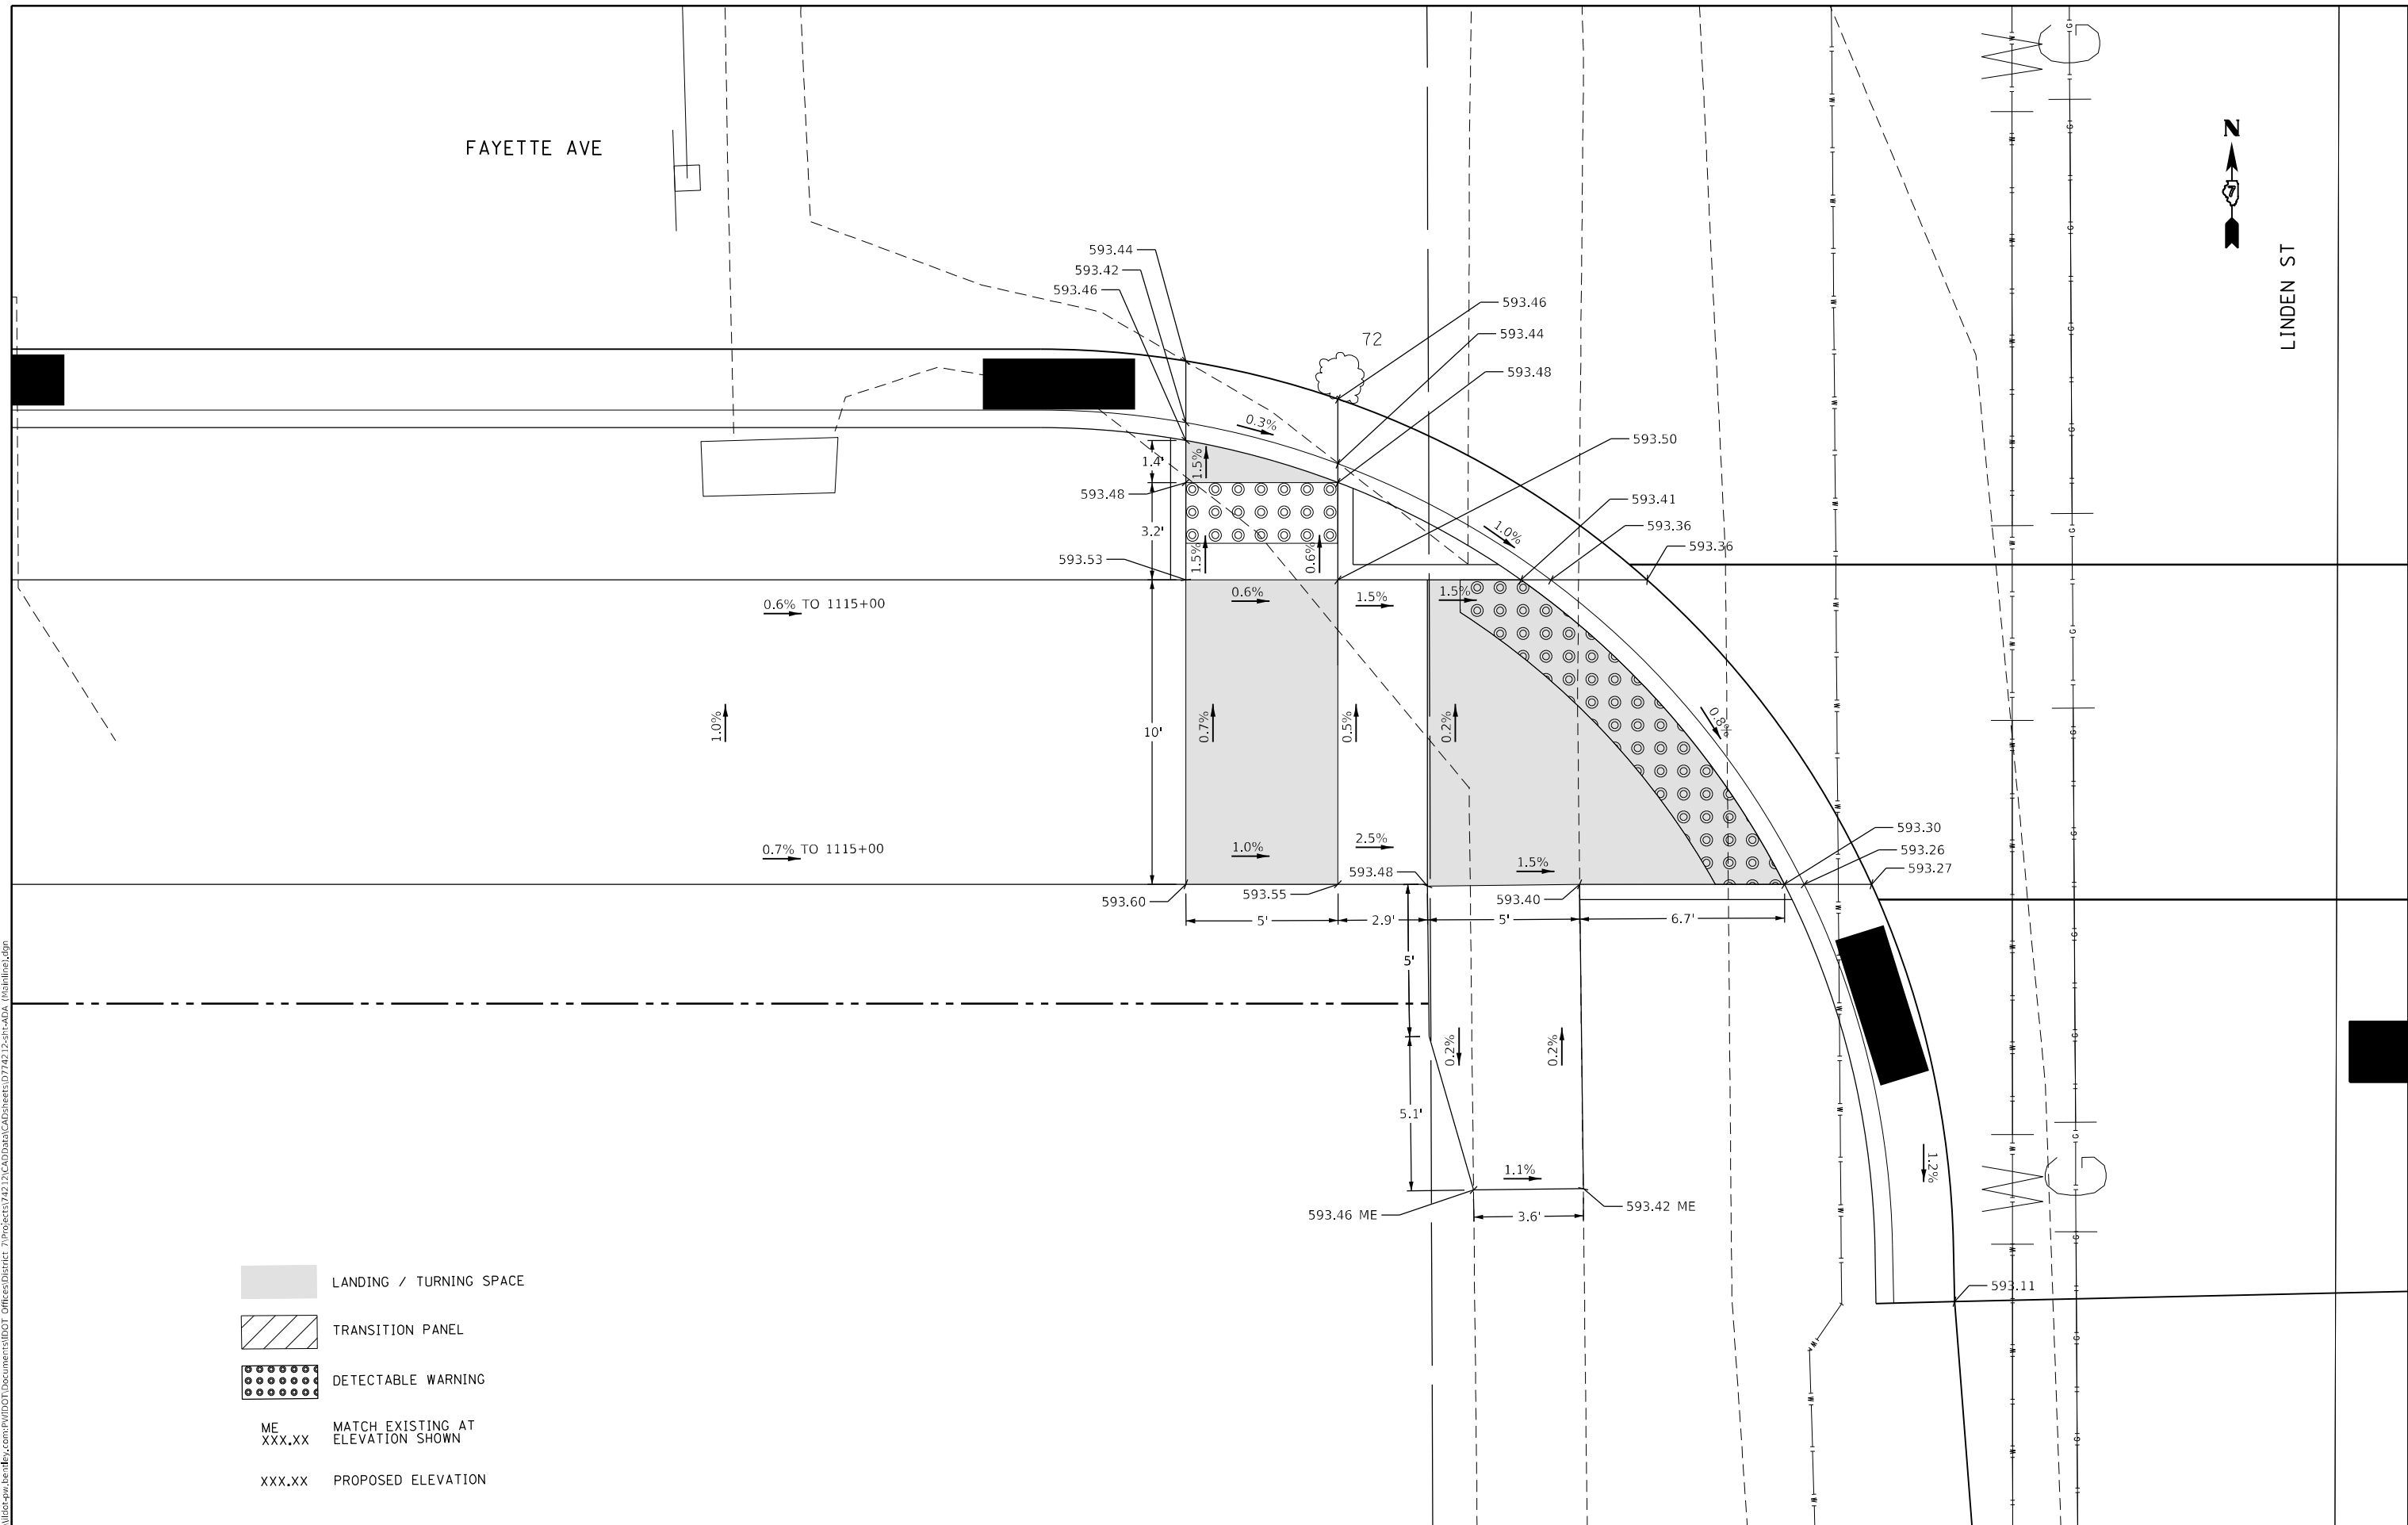 FAYETTE AVE
N
7
LINDEN ST
W
G
593.44
593.42
593.46
593.46
593.44
593.48
72
0.3%
593.50
1.4'
1.5%
593.48
593.41
3.2'
1.5%
0.6%
1.0%
593.36
593.36
593.53
0.6% TO 1115+00
0.6%
1.5%
1.5%
1.0%
10'
0.7%
0.5%
0.2%
0.8%
0.7% TO 1115+00
1.0%
2.5%
1.5%
593.30
593.26
593.27
593.48
593.60
593.55
593.40
5'
2.9'
5'
6.7'
5'
0.2%
0.2%
5.1'
1.1%
1.2%
W
G
593.46 ME
3.6'
593.42 ME
593.11
LANDING / TURNING SPACE
TRANSITION PANEL
DETECTABLE WARNING
ME
XXX.XX
MATCH EXISTING AT
ELEVATION SHOWN
XXX.XX PROPOSED ELEVATION